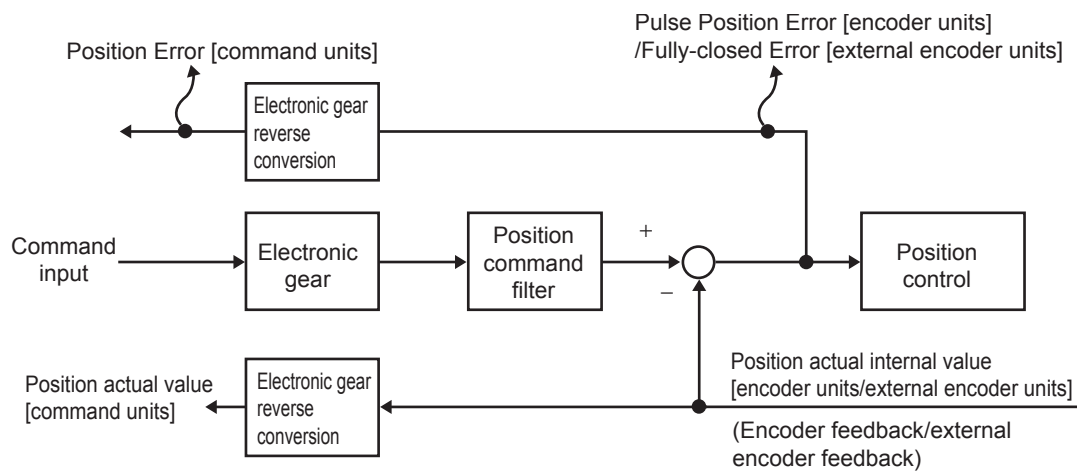 Pulse Position Error [encoder units]
/Fully-closed Error [external encoder units]
Position Error [command units]
Electronic gear
reverse
conversion
Command
input
Electronic
gear
Position
command
filter
+
−
Position
control
Position actual value
[command units]
Electronic gear
reverse
conversion
Position actual internal value
[encoder units/external encoder units]
(Encoder feedback/external
encoder feedback)